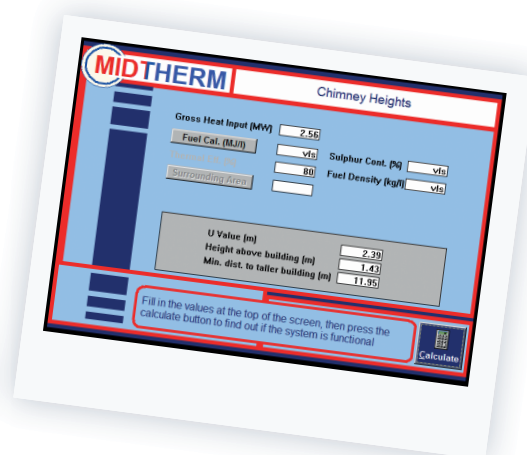 MIDTHERM
Chimney Heights
Gross Heat Input (MW) 2.56
Fuel Cal. (MJ/l) vls Sulphur Cont. (%) vls
80 Fuel Density (kg/l) vls
Surrounding Area
U Value (m) 2.39
Height above building (m) 1.43
Min. dist. to taller building (m) 11.95
Fill in the values at the top of the screen, then press the
calculate button to find out if the system is functional
Calculate